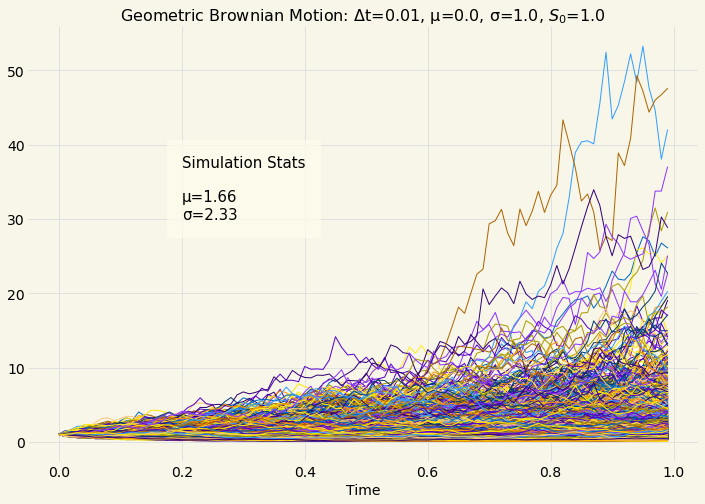 Geometric Brownian Motion: Δt=0.01, μ=0.0, σ=1.0, S₀=1.0
50
40
30
20
10
0
Simulation Stats
μ=1.66
σ=2.33
0.0 0.2 0.4 0.6 0.8 1.0
Time